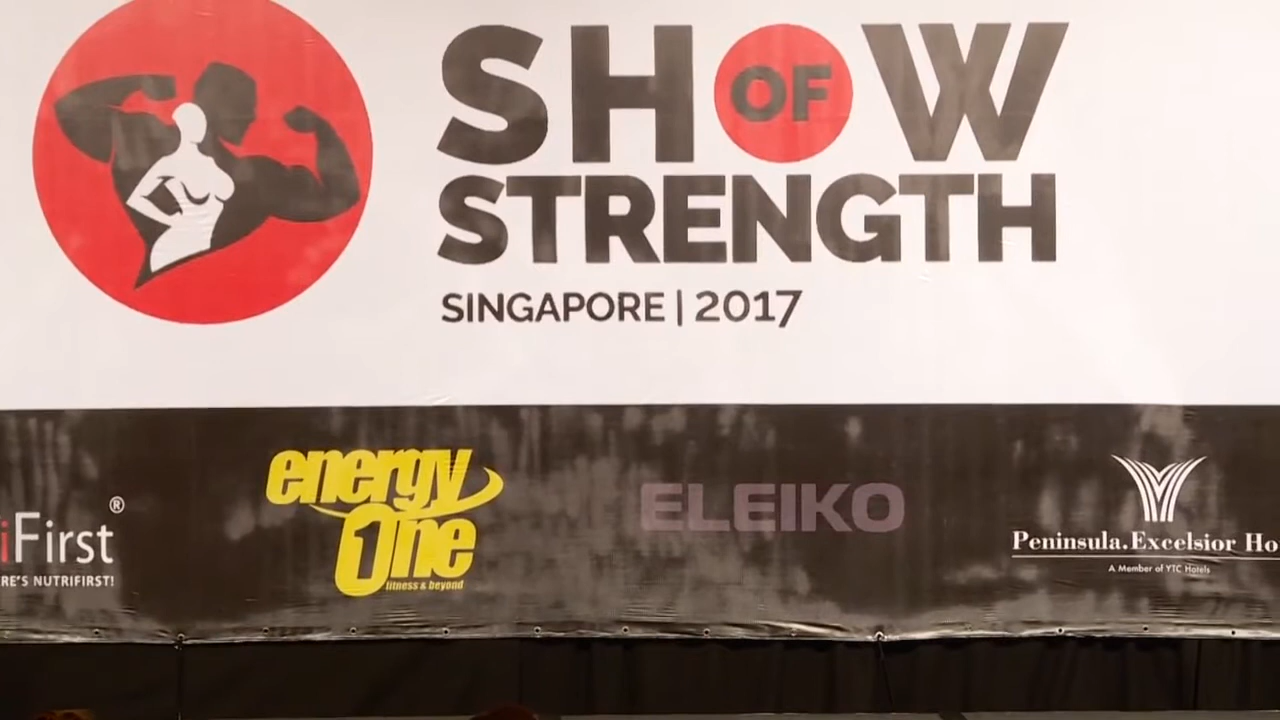 SHOW
OF
STRENGTH
SINGAPORE | 2017
iFirst®
RE'S NUTRIFIRST!
energy
One
fitness & beyond
ELEIKO
Peninsula.Excelsior Ho
A Member of YTC Hotels